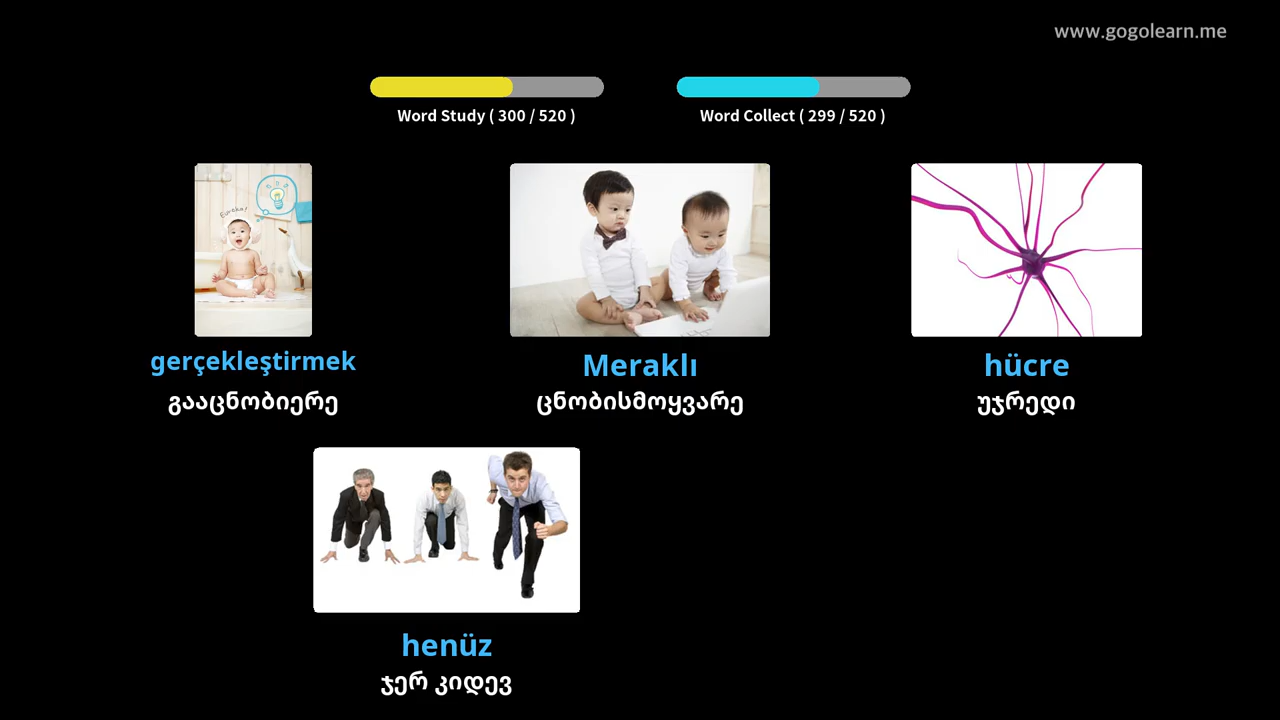 www.gogolearn.me
Word Study ( 300 / 520 )
Word Collect ( 299 / 520 )
Eureka!
gerçekleştirmek
გააცნობიერე
Meraklı
ცნობისმოყვარე
hücre
უჯრედი
henüz
ჯერ კიდევ